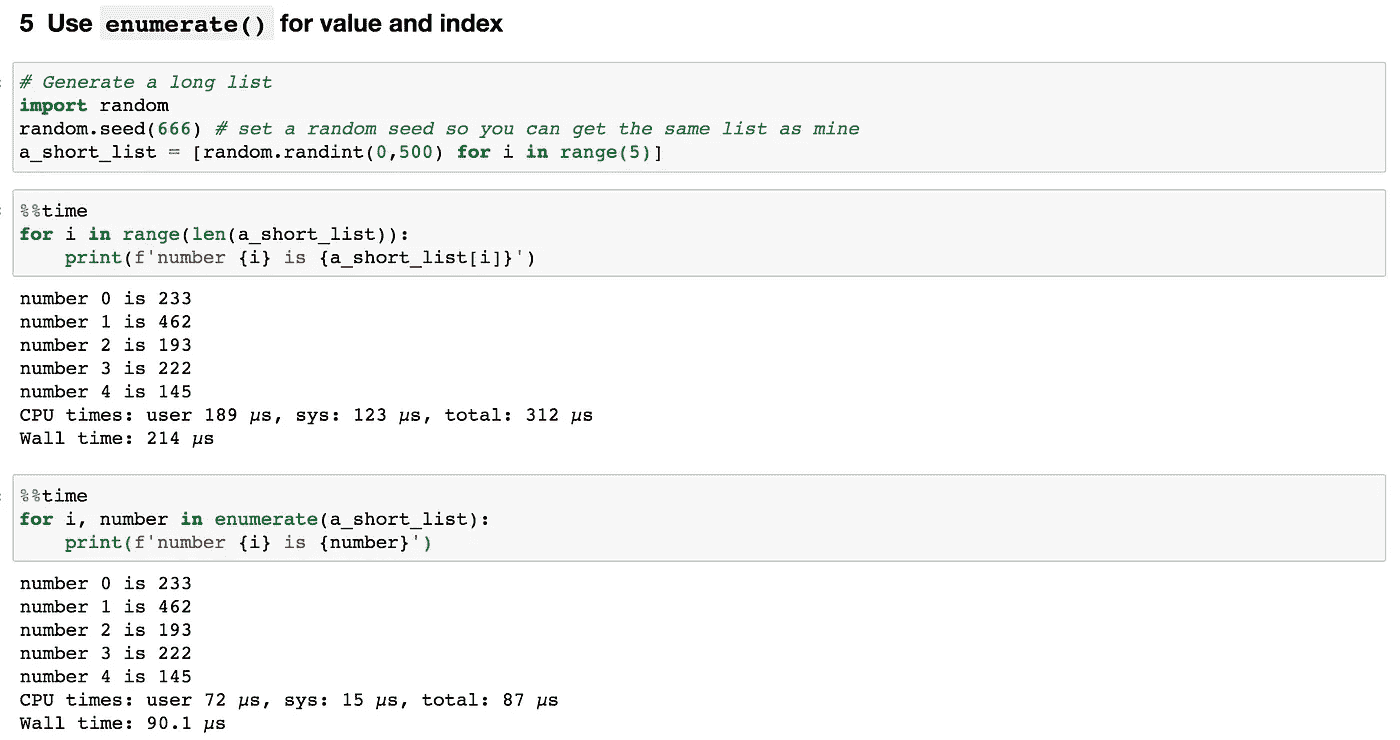 5 Use enumerate() for value and index
# Generate a long list
import random
random.seed(666) # set a random seed so you can get the same list as mine
a_short_list = [random.randint(0,500) for i in range(5)]
%%time
for i in range(len(a_short_list)):
    print(f'number {i} is {a_short_list[i]}')
number 0 is 233
number 1 is 462
number 2 is 193
number 3 is 222
number 4 is 145
CPU times: user 189 µs, sys: 123 µs, total: 312 µs
Wall time: 214 µs
%%time
for i, number in enumerate(a_short_list):
    print(f'number {i} is {number}')
number 0 is 233
number 1 is 462
number 2 is 193
number 3 is 222
number 4 is 145
CPU times: user 72 µs, sys: 15 µs, total: 87 µs
Wall time: 90.1 µs